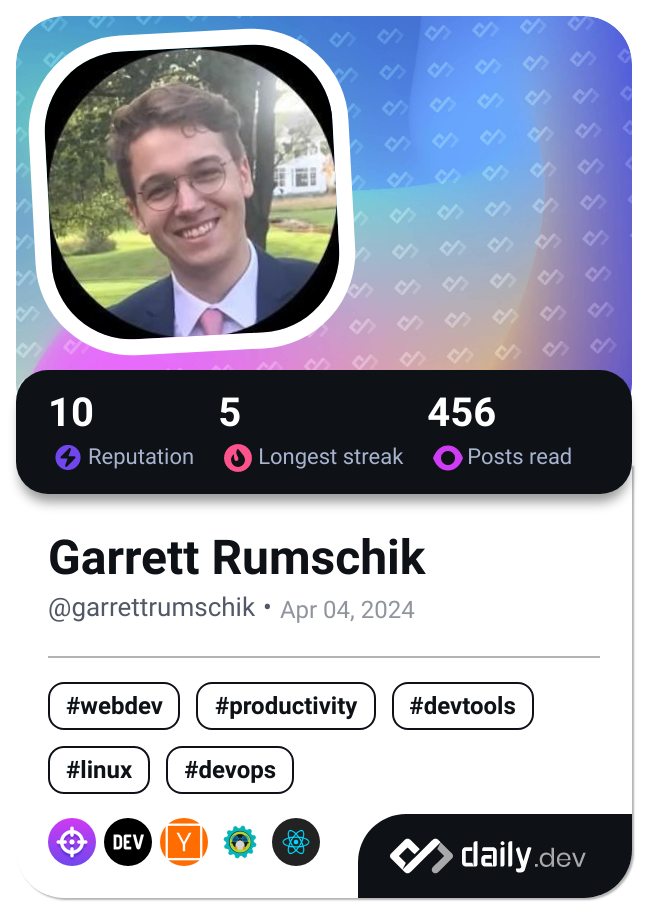 10 5 456
Reputation Longest streak Posts read
Garrett Rumschik
@garrettrumschik • Apr 04, 2024
#webdev #productivity #devtools
#linux #devops
DEV Y
daily.dev